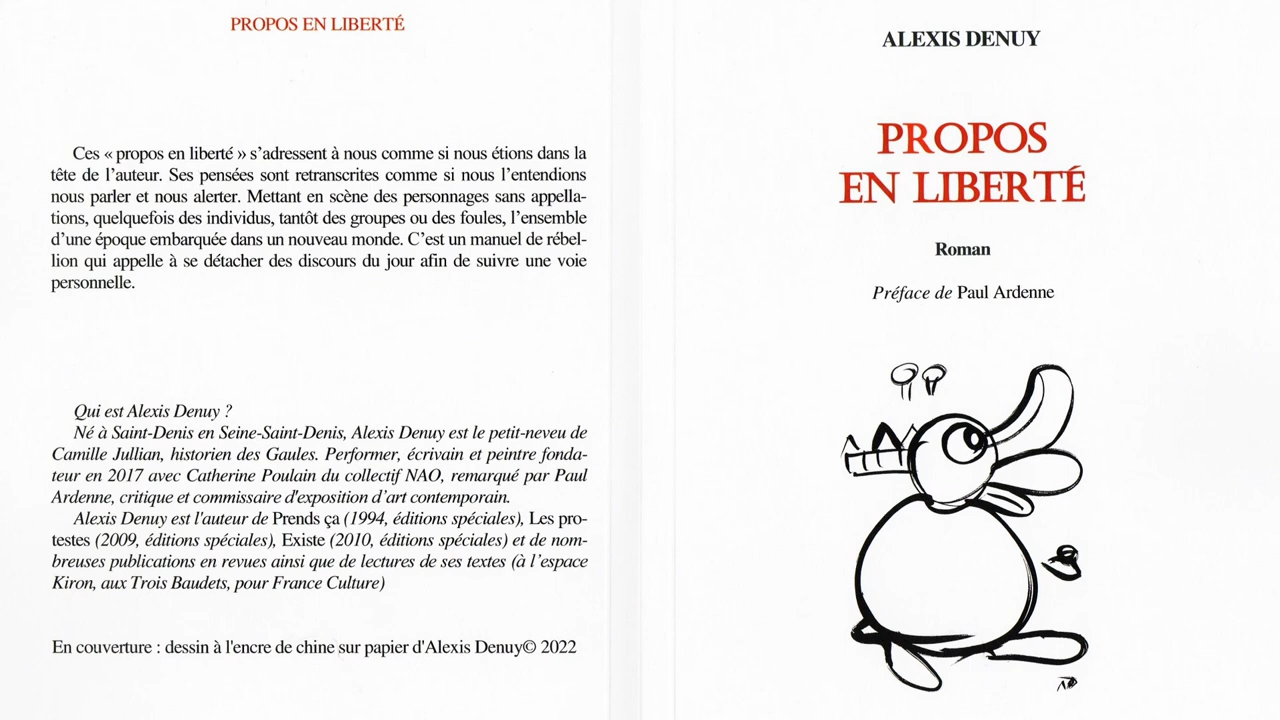 PROPOS EN LIBERTÉ
Ces « propos en liberté » s’adressent à nous comme si nous étions dans la
tête de l’auteur. Ses pensées sont retranscrites comme si nous l’entendions
nous parler et nous alerter. Mettant en scène des personnages sans appella-
tions, quelquefois des individus, tantôt des groupes ou des foules, l’ensemble
d’une époque embarquée dans un nouveau monde. C’est un manuel de rébel-
lion qui appelle à se détacher des discours du jour afin de suivre une voie
personnelle.
Qui est Alexis Denuy ?
Né à Saint-Denis en Seine-Saint-Denis, Alexis Denuy est le petit-neveu de
Camille Jullian, historien des Gaules. Performer, écrivain et peintre fonda-
teur en 2017 avec Catherine Poulain du collectif NAO, remarqué par Paul
Ardenne, critique et commissaire d'exposition d’art contemporain.
Alexis Denuy est l'auteur de Prends ça (1994, éditions spéciales), Les pro-
testes (2009, éditions spéciales), Existe (2010, éditions spéciales) et de nom-
breuses publications en revues ainsi que de lectures de ses textes (à l’espace
Kiron, aux Trois Baudets, pour France Culture)
En couverture : dessin à l'encre de chine sur papier d'Alexis Denuy© 2022
ALEXIS DENUY
PROPOS
EN LIBERTÉ
Roman
Préface de Paul Ardenne